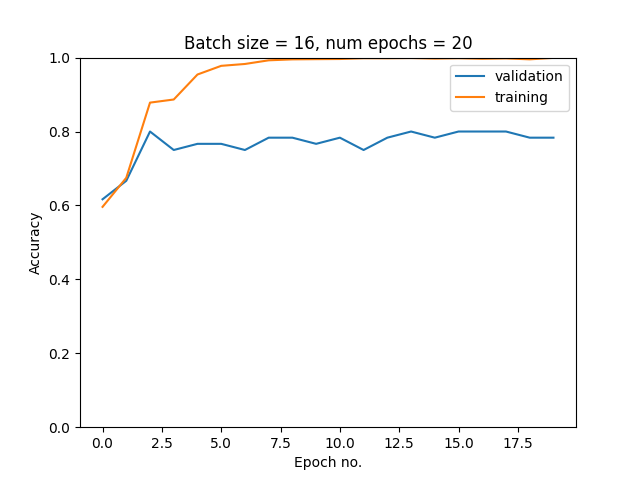 Batch size = 16, num epochs = 20
1.0
0.8
0.6
0.4
0.2
0.0
Accuracy
validation
training
0.0 2.5 5.0 7.5 10.0 12.5 15.0 17.5
Epoch no.